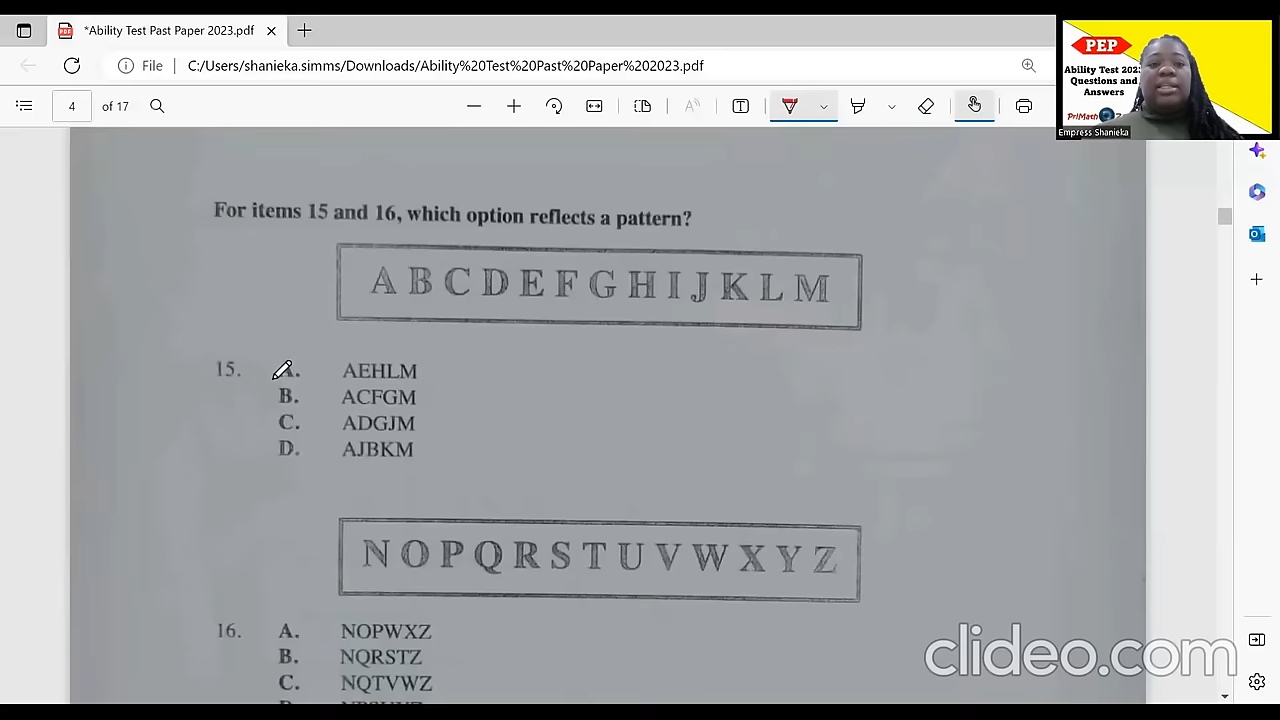 *Ability Test Past Paper 2023.pdf
File
C:/Users/shanieka.simms/Downloads/Ability%20Test%20Past%20Paper%202023.pdf
4 of 17
PEP
Ability Test 202
Questions and
Answers
PriMath
Empress Shanieka
For items 15 and 16, which option reflects a pattern?
A B C D E F G H I J K L M
15. A. AEHLM
B. ACFGM
C. ADGJM
D. AJBKM
N O P Q R S T U V W X Y Z
16. A. NOPWXZ
B. NQRSTZ
C. NQTVWZ
clideo.com